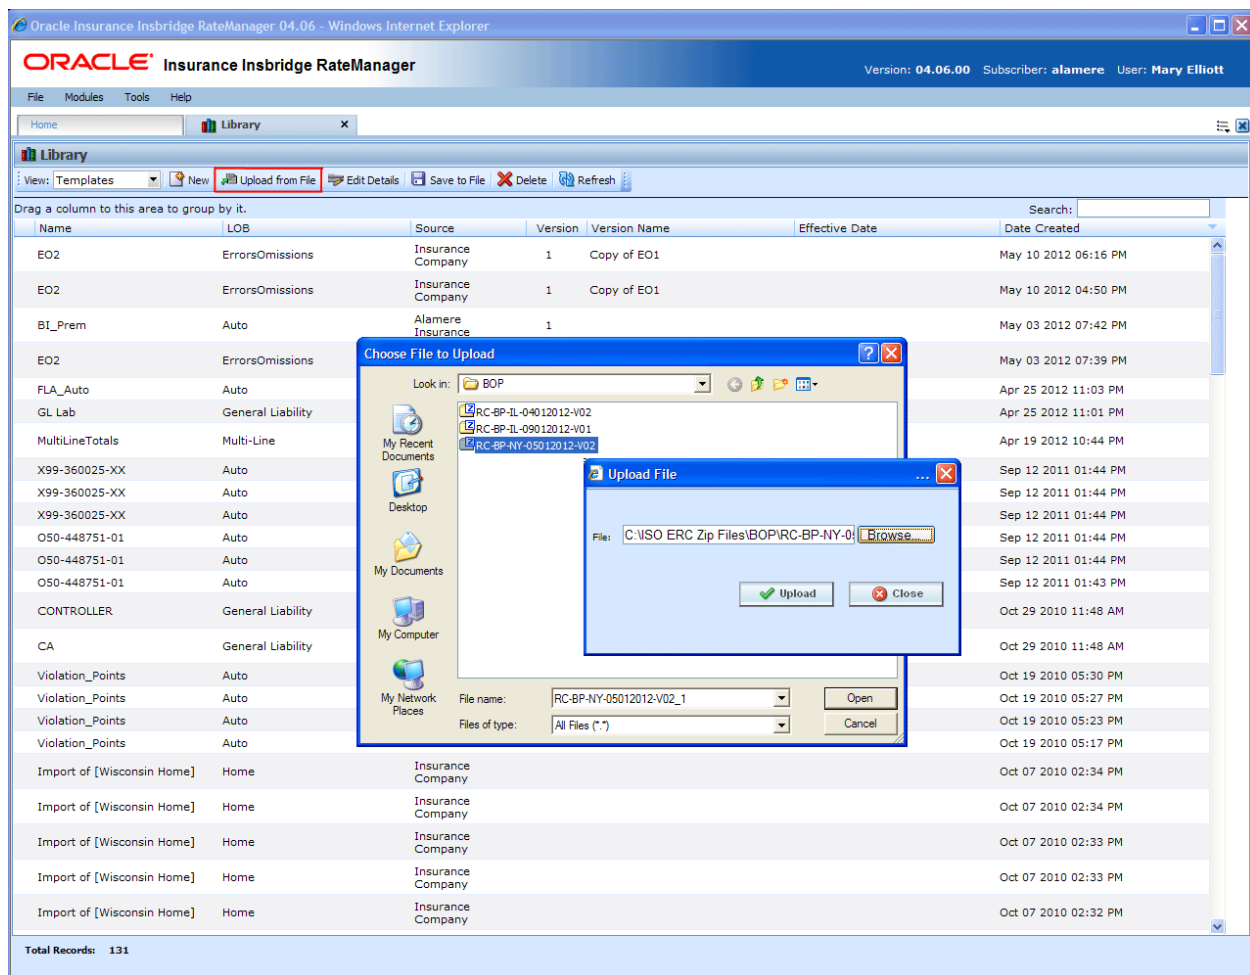 Oracle Insurance Insbridge RateManager 04.06 - Windows Internet Explorer
ORACLE Insurance Insbridge RateManager
Version: 04.06.00 Subscriber: alamere User: Mary Elliott
File Modules Tools Help
Home Library x
Library
View: Templates New Upload from File Edit Details Save to File Delete Refresh
Drag a column to this area to group by it. Search:
Name LOB Source Version Version Name Effective Date Date Created
EO2 ErrorsOmissions Insurance Company 1 Copy of EO1 May 10 2012 06:16 PM
EO2 ErrorsOmissions Insurance Company 1 Copy of EO1 May 10 2012 04:50 PM
BI_Prem Auto Alamere Insurance 1 May 03 2012 07:42 PM
EO2 ErrorsOmissions May 03 2012 07:39 PM
FLA_Auto Auto Apr 25 2012 11:03 PM
GL Lab General Liability Apr 25 2012 11:01 PM
MultiLineTotals Multi-Line Apr 19 2012 10:44 PM
X99-360025-XX Auto Sep 12 2011 01:44 PM
X99-360025-XX Auto Sep 12 2011 01:44 PM
X99-360025-XX Auto Sep 12 2011 01:44 PM
O50-448751-01 Auto Sep 12 2011 01:44 PM
O50-448751-01 Auto Sep 12 2011 01:44 PM
O50-448751-01 Auto Sep 12 2011 01:43 PM
CONTROLLER General Liability Oct 29 2010 11:48 AM
CA General Liability Oct 29 2010 11:48 AM
Violation_Points Auto Oct 19 2010 05:30 PM
Violation_Points Auto Oct 19 2010 05:27 PM
Violation_Points Auto Oct 19 2010 05:23 PM
Violation_Points Auto Oct 19 2010 05:17 PM
Import of [Wisconsin Home] Home Insurance Company Oct 07 2010 02:34 PM
Import of [Wisconsin Home] Home Insurance Company Oct 07 2010 02:34 PM
Import of [Wisconsin Home] Home Insurance Company Oct 07 2010 02:33 PM
Import of [Wisconsin Home] Home Insurance Company Oct 07 2010 02:33 PM
Import of [Wisconsin Home] Home Insurance Company Oct 07 2010 02:32 PM
Total Records: 131
Choose File to Upload
Look in: BOP
RC-BP-IL-04012012-V02
RC-BP-IL-09012012-V01
RC-BP-NY-05012012-V02
My Recent Documents
Desktop
My Documents
My Computer
My Network Places
File name: RC-BP-NY-05012012-V02_1 Open
Files of type: All Files (*.*) Cancel
Upload File ...
File: C:\ISO ERC Zip Files\BOP\RC-BP-NY-05 Browse...
Upload Close